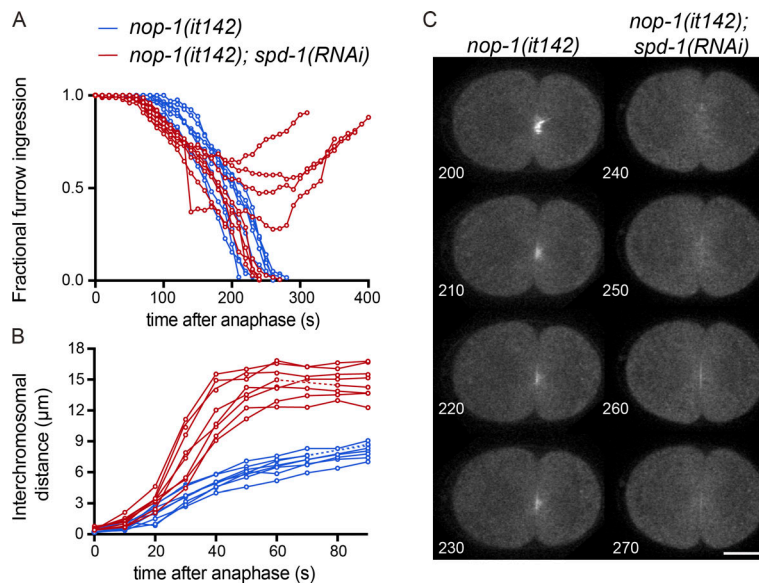 A
nop-1(it142)
nop-1(it142); spd-1(RNAi)
Fractional furrow ingression
1.0
0.5
0.0
0 100 200 300 400
time after anaphase (s)
B
Interchromosomal
distance (μm)
18
15
12
9
6
3
0
0 20 40 60 80
time after anaphase (s)
C
nop-1(it142)
nop-1(it142);
spd-1(RNAi)
200 240
210 250
220 260
230 270